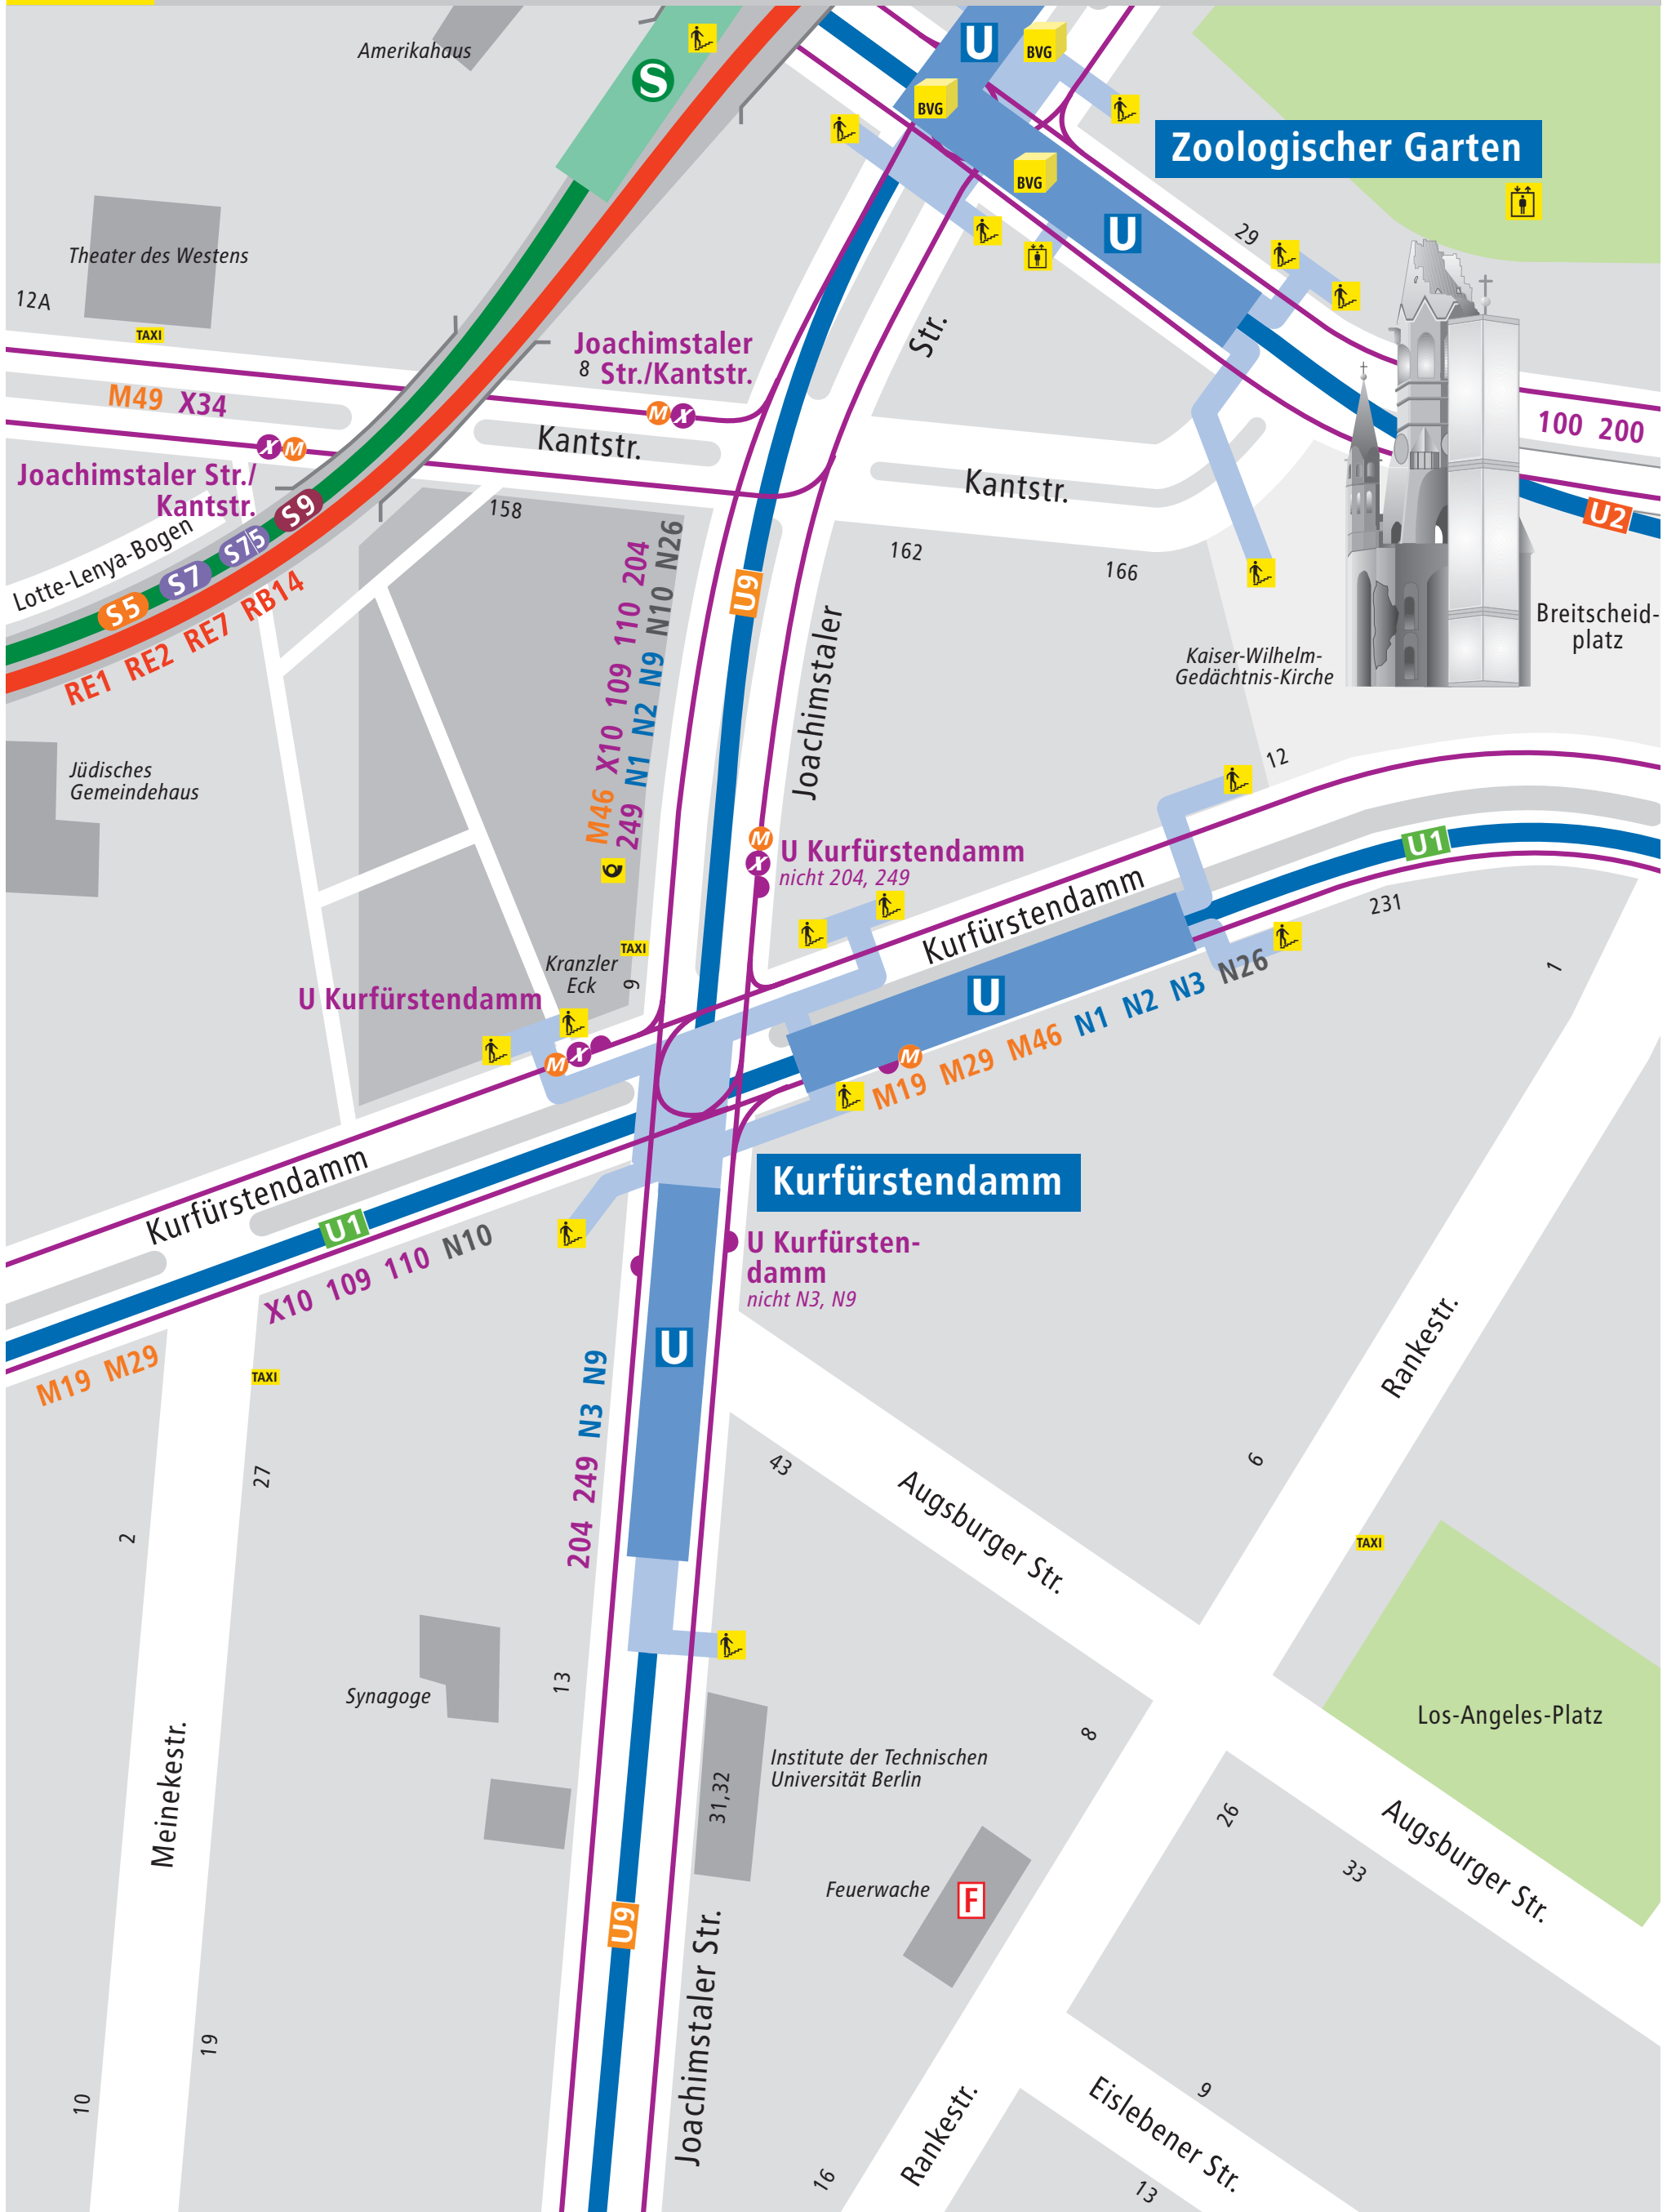 Amerikahaus
S
U
BVG
BVG
BVG
U
Zoologischer Garten
Theater des Westens
12A
TAXI
29
Str.
Joachimstaler
8 Str./Kantstr.
M X
M49 X34
Kantstr.
X M
Joachimstaler Str./
Kantstr.
Kantstr.
100 200
U2
158
162
166
Lotte-Lenya-Bogen
S5 S7 S75 S9
RE1 RE2 RE7 RB14
U9
M46 X10 109 110 204
249 N1 N2 N9 N10 N26
Joachimstaler
Kaiser-Wilhelm-
Gedächtnis-Kirche
Breitscheid-
platz
Jüdisches
Gemeindehaus
12
M
X
U Kurfürstendamm
nicht 204, 249
U1
231
Kurfürstendamm
TAXI
Kranzler
Eck
9
U Kurfürstendamm
M X
U
M
M19 M29 M46 N1 N2 N3 N26
1
Kurfürstendamm
Kurfürstendamm
U1
X10 109 110 N10
M19 M29
U Kurfürsten-
damm
nicht N3, N9
U
204 249 N3 N9
TAXI
27
2
43
Augsburger Str.
6
Rankestr.
TAXI
Los-Angeles-Platz
Synagoge
13
Institute der Technischen
Universität Berlin
31,32
8
26
33
Augsburger Str.
Meinekestr.
Feuerwache
F
U9
Joachimstaler Str.
19
10
Rankestr.
16
Eislebener Str.
9
13